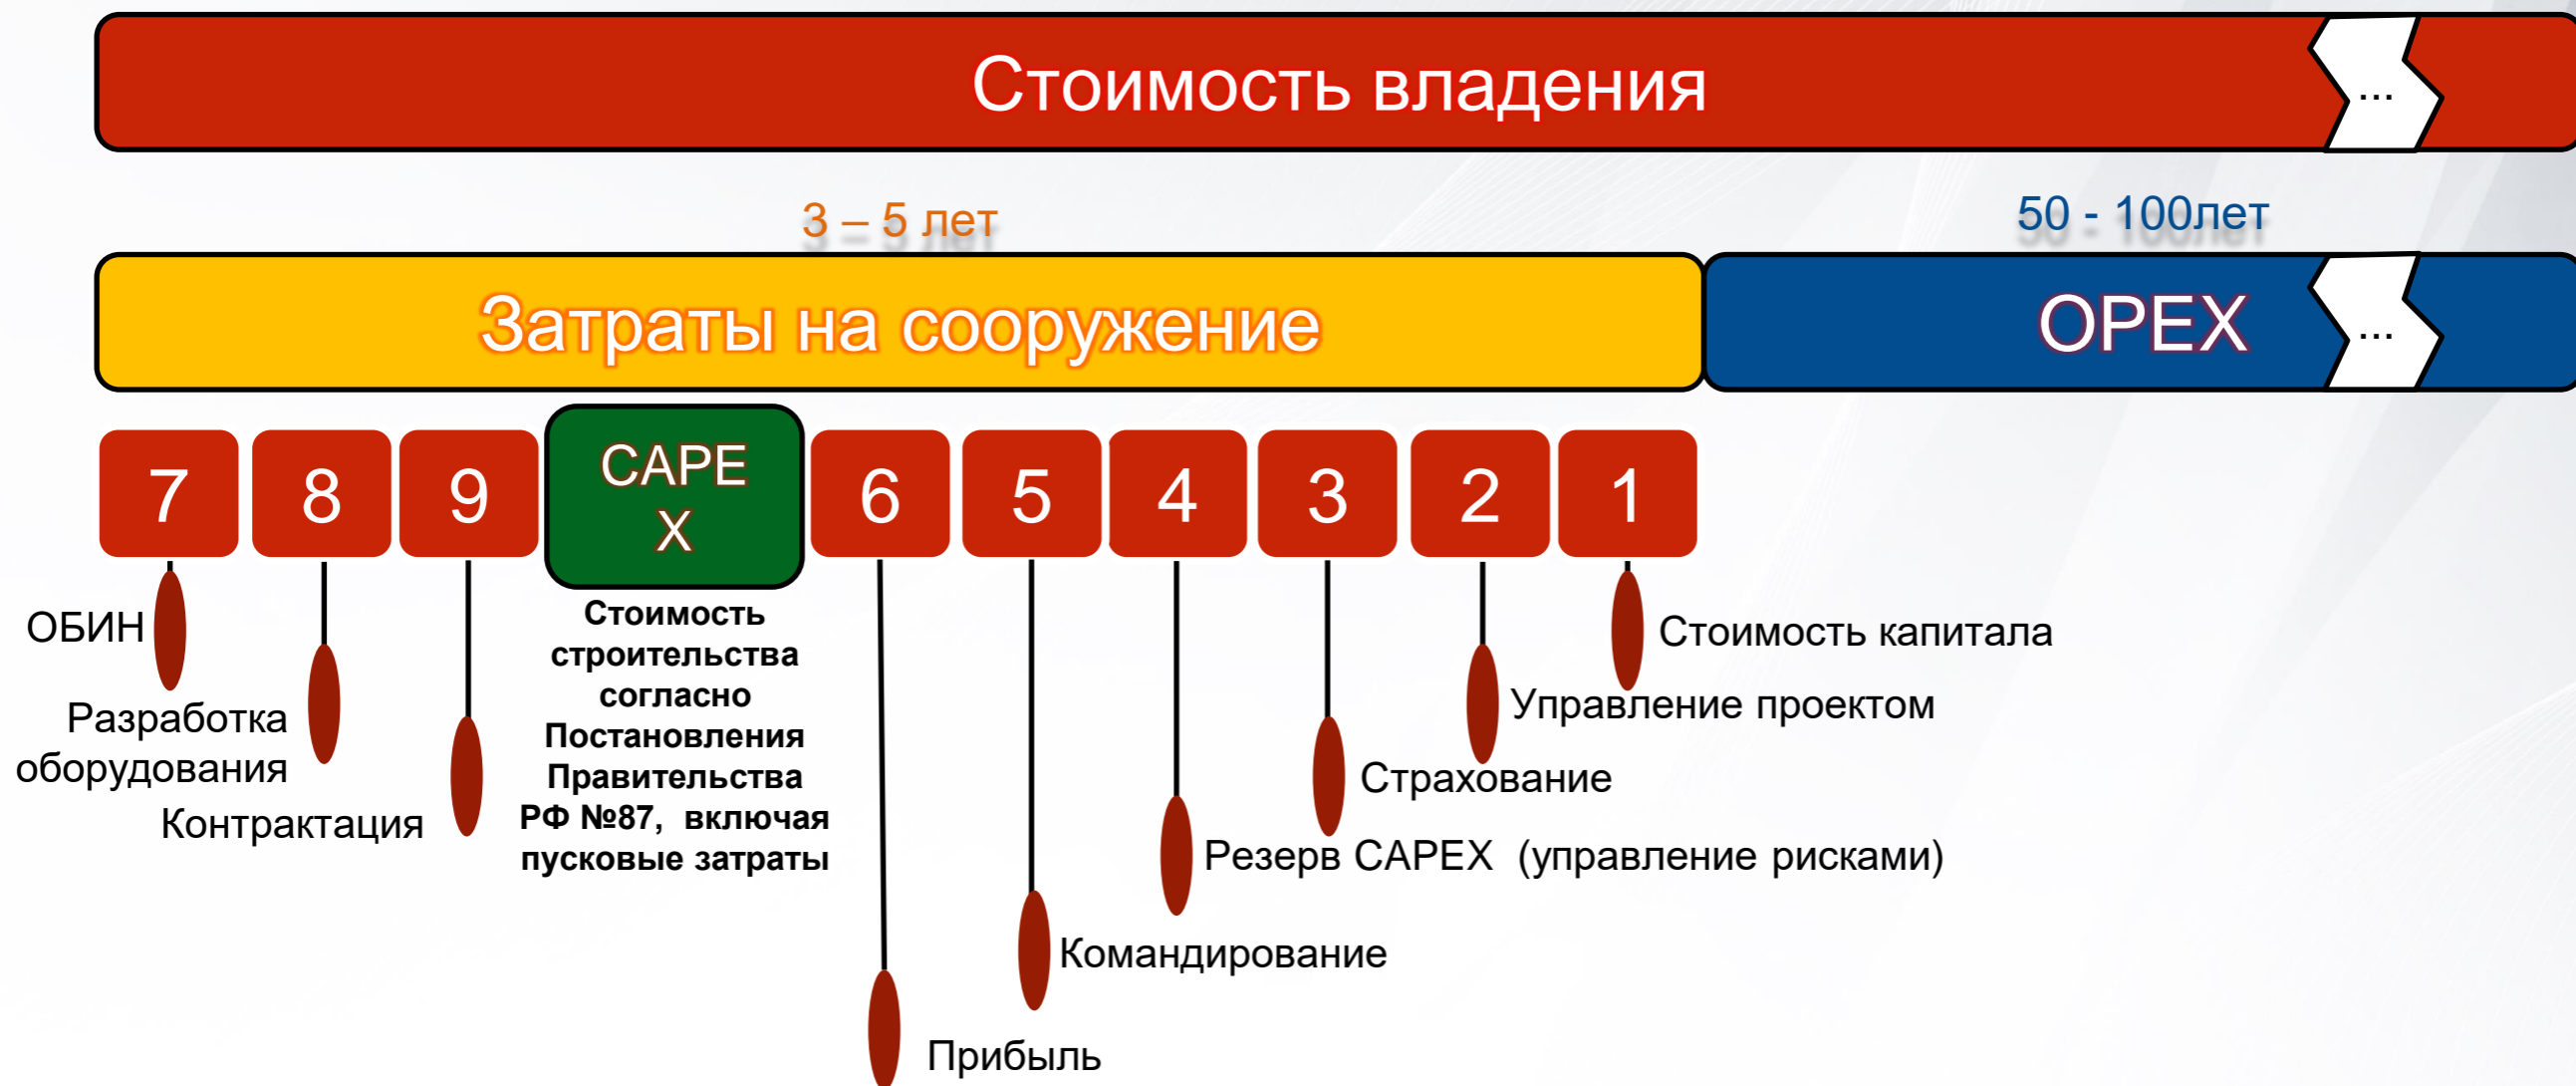 Стоимость владения
...
3 – 5 лет
50 - 100лет
Затраты на сооружение
OPEX
...
7
8
9
CAPE
X
6
5
4
3
2
1
ОБИН
Разработка
оборудования
Контрактация
Стоимость
строительства
согласно
Постановления
Правительства
РФ №87, включая
пусковые затраты
Стоимость капитала
Управление проектом
Страхование
Резерв CAPEX (управление рисками)
Командирование
Прибыль